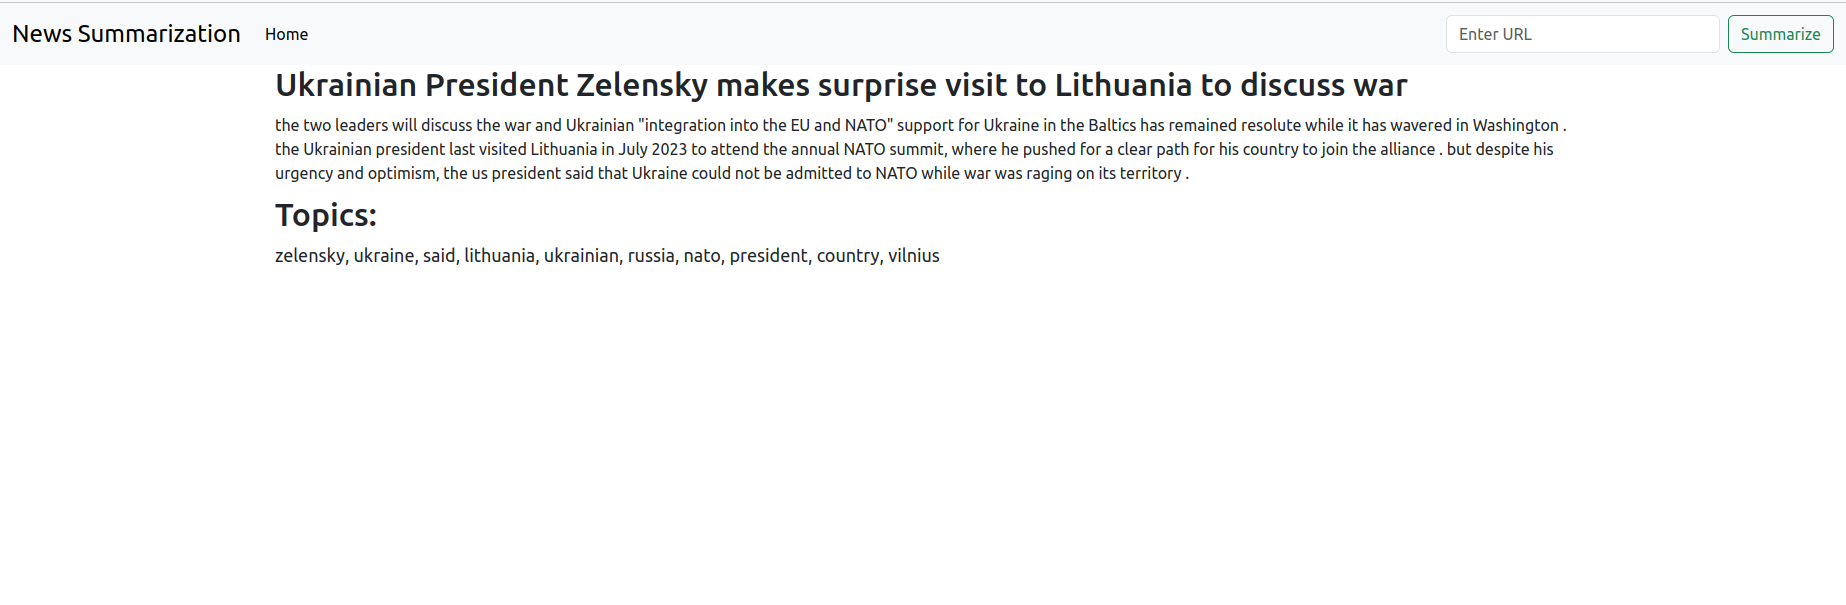 News Summarization Home Enter URL Summarize
Ukrainian President Zelensky makes surprise visit to Lithuania to discuss war
the two leaders will discuss the war and Ukrainian "integration into the EU and NATO" support for Ukraine in the Baltics has remained resolute while it has wavered in Washington .
the Ukrainian president last visited Lithuania in July 2023 to attend the annual NATO summit, where he pushed for a clear path for his country to join the alliance . but despite his
urgency and optimism, the us president said that Ukraine could not be admitted to NATO while war was raging on its territory .
Topics:
zelensky, ukraine, said, lithuania, ukrainian, russia, nato, president, country, vilnius